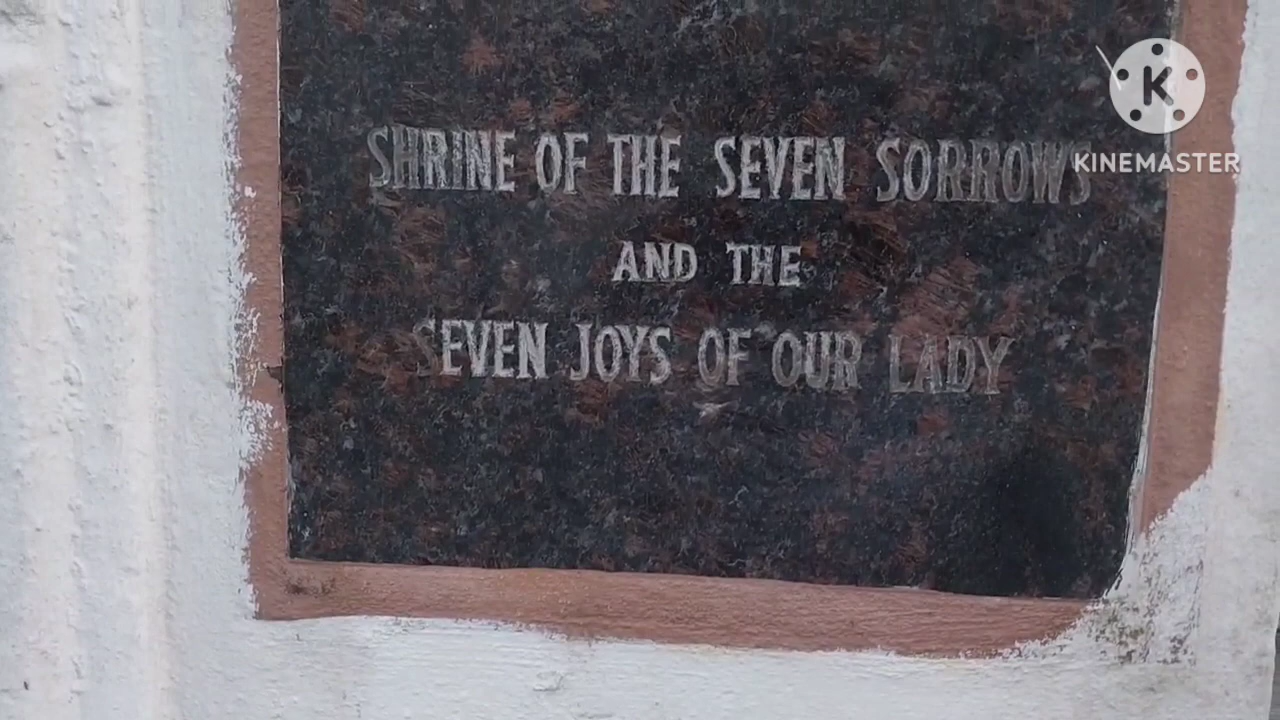 SHRINE OF THE SEVEN SORROWS
AND THE
SEVEN JOYS OF OUR LADY
K
KINEMASTER